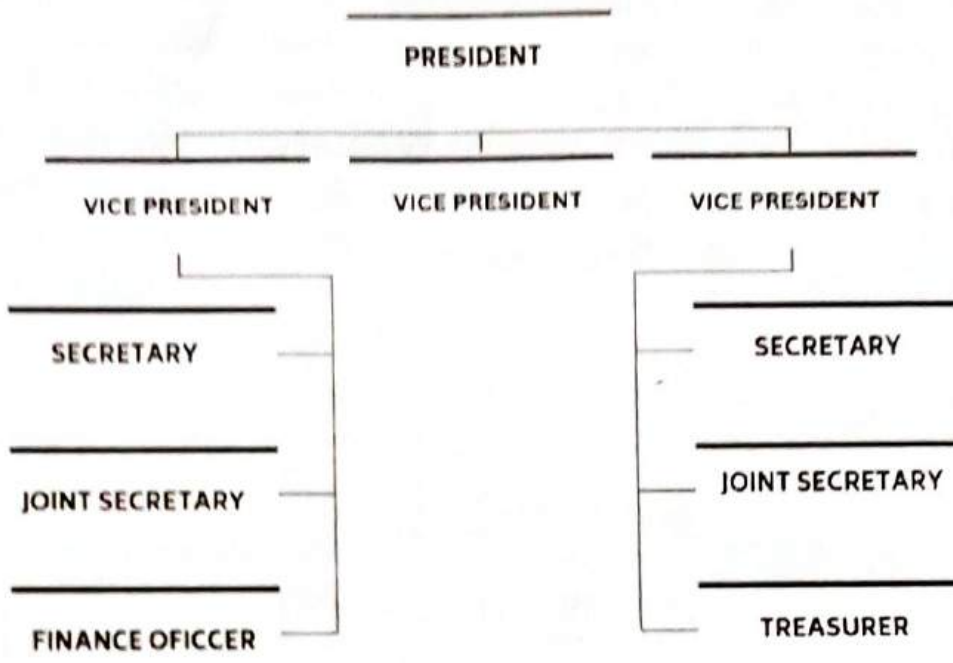 PRESIDENT
VICE PRESIDENT
VICE PRESIDENT
VICE PRESIDENT
SECRETARY
SECRETARY
JOINT SECRETARY
JOINT SECRETARY
FINANCE OFICCER
TREASURER